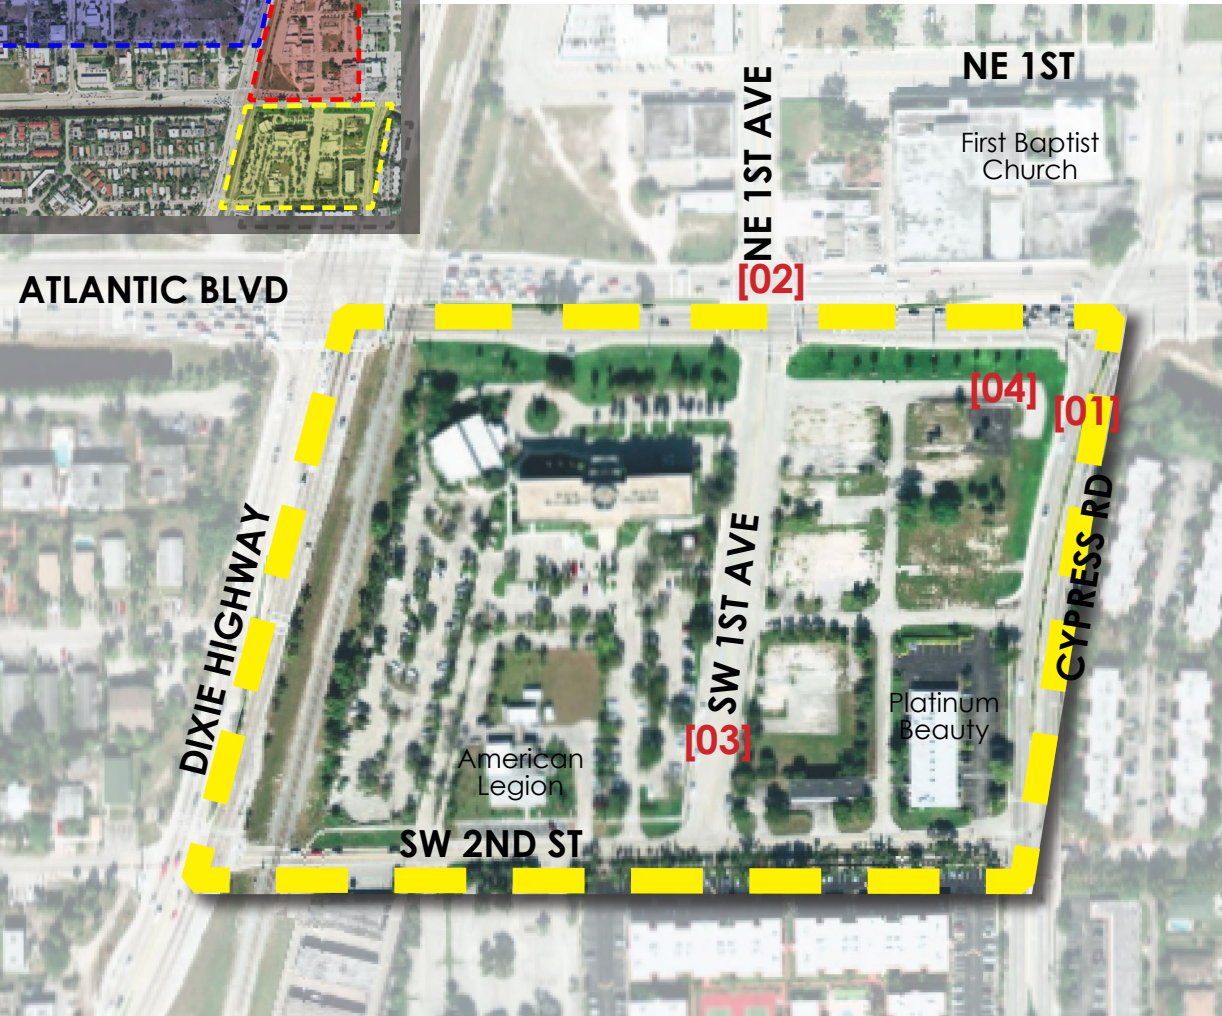 NE 1ST
NE 1ST AVE
First Baptist
Church
[02]
ATLANTIC BLVD
[04]
[01]
DIXIE HIGHWAY
SW 1ST AVE
CYPRESS RD
Platinum
Beauty
[03]
American
Legion
SW 2ND ST